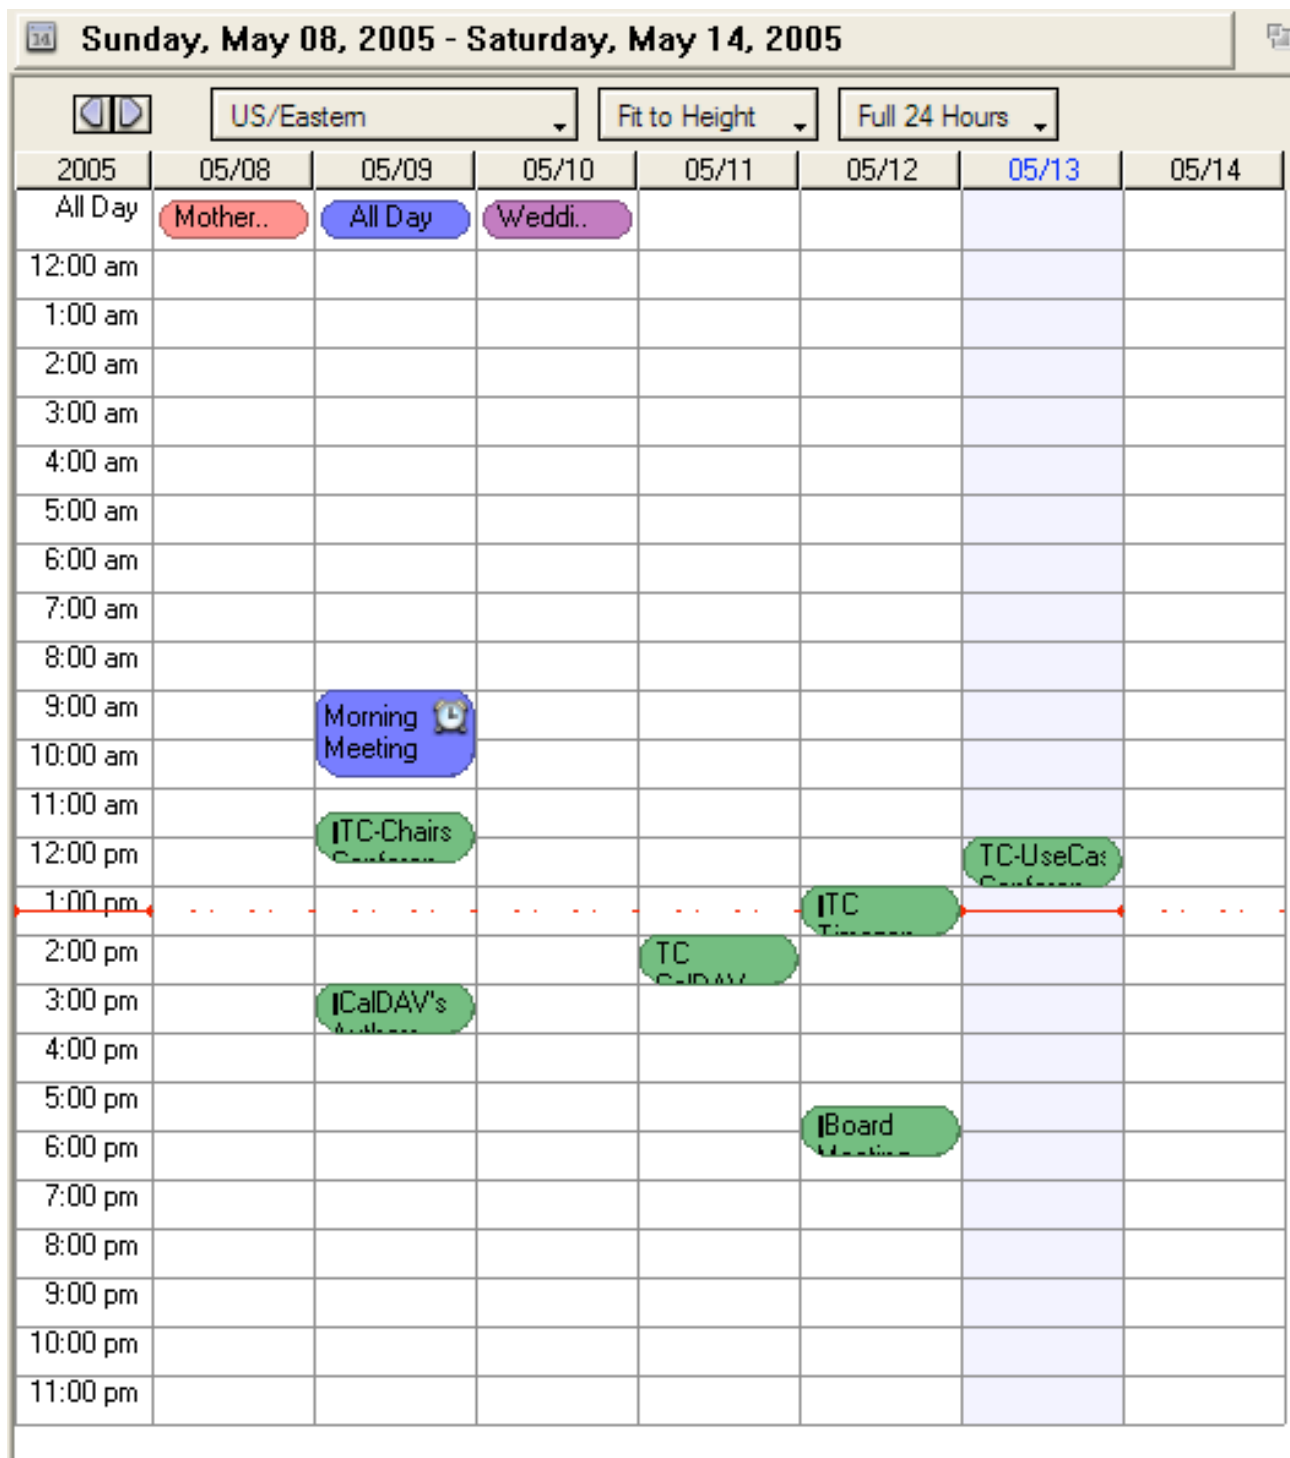 14 Sunday, May 08, 2005 - Saturday, May 14, 2005
US/Eastern Fit to Height Full 24 Hours
2005 05/08 05/09 05/10 05/11 05/12 05/13 05/14
All Day Mother.. All Day Weddi..
12:00 am
1:00 am
2:00 am
3:00 am
4:00 am
5:00 am
6:00 am
7:00 am
8:00 am
9:00 am Morning
Meeting
10:00 am
11:00 am
TC-Chairs
12:00 pm TC-UseCas
1:00 pm TC
2:00 pm TC
CalDAV
3:00 pm CalDAV's
4:00 pm
5:00 pm
Board
Meeting
6:00 pm
7:00 pm
8:00 pm
9:00 pm
10:00 pm
11:00 pm